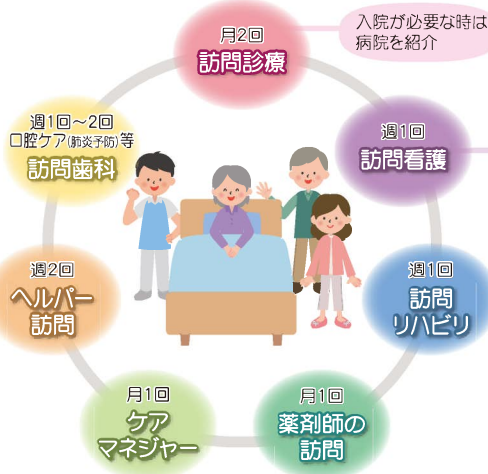 月2回
訪問診療
入院が必要な時は
病院を紹介
週1回
訪問看護
週1回
訪問
リハビリ
月1回
薬剤師の
訪問
月1回
ケア
マネジャー
週2回
ヘルパー
訪問
週1回～2回
口腔ケア(肺炎予防)等
訪問歯科